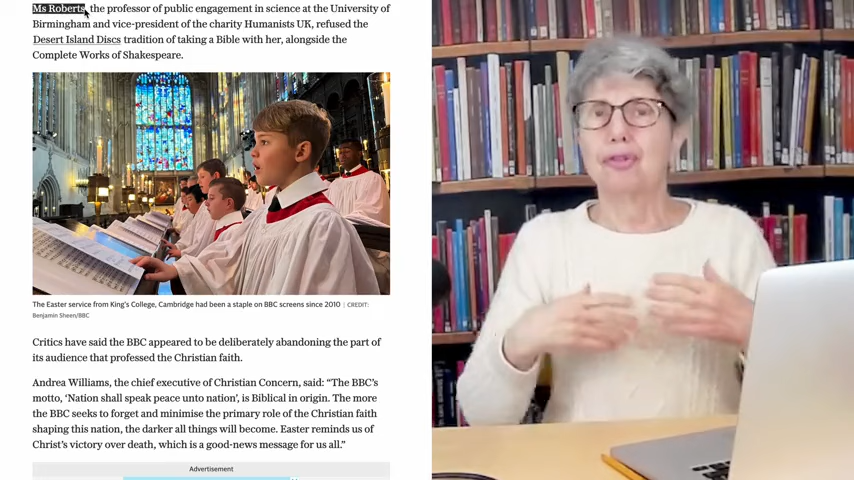 Ms Roberts, the professor of public engagement in science at the University of
Birmingham and vice-president of the charity Humanists UK, refused the
Desert Island Discs tradition of taking a Bible with her, alongside the
Complete Works of Shakespeare.
The Easter service from King's College, Cambridge had been a staple on BBC screens since 2010 | CREDIT:
Benjamin Sheen/BBC
Critics have said the BBC appeared to be deliberately abandoning the part of
its audience that professed the Christian faith.
Andrea Williams, the chief executive of Christian Concern, said: “The BBC’s
motto, ‘Nation shall speak peace unto nation’, is Biblical in origin. The more
the BBC seeks to forget and minimise the primary role of the Christian faith
shaping this nation, the darker all things will become. Easter reminds us of
Christ’s victory over death, which is a good-news message for us all.”
Advertisement